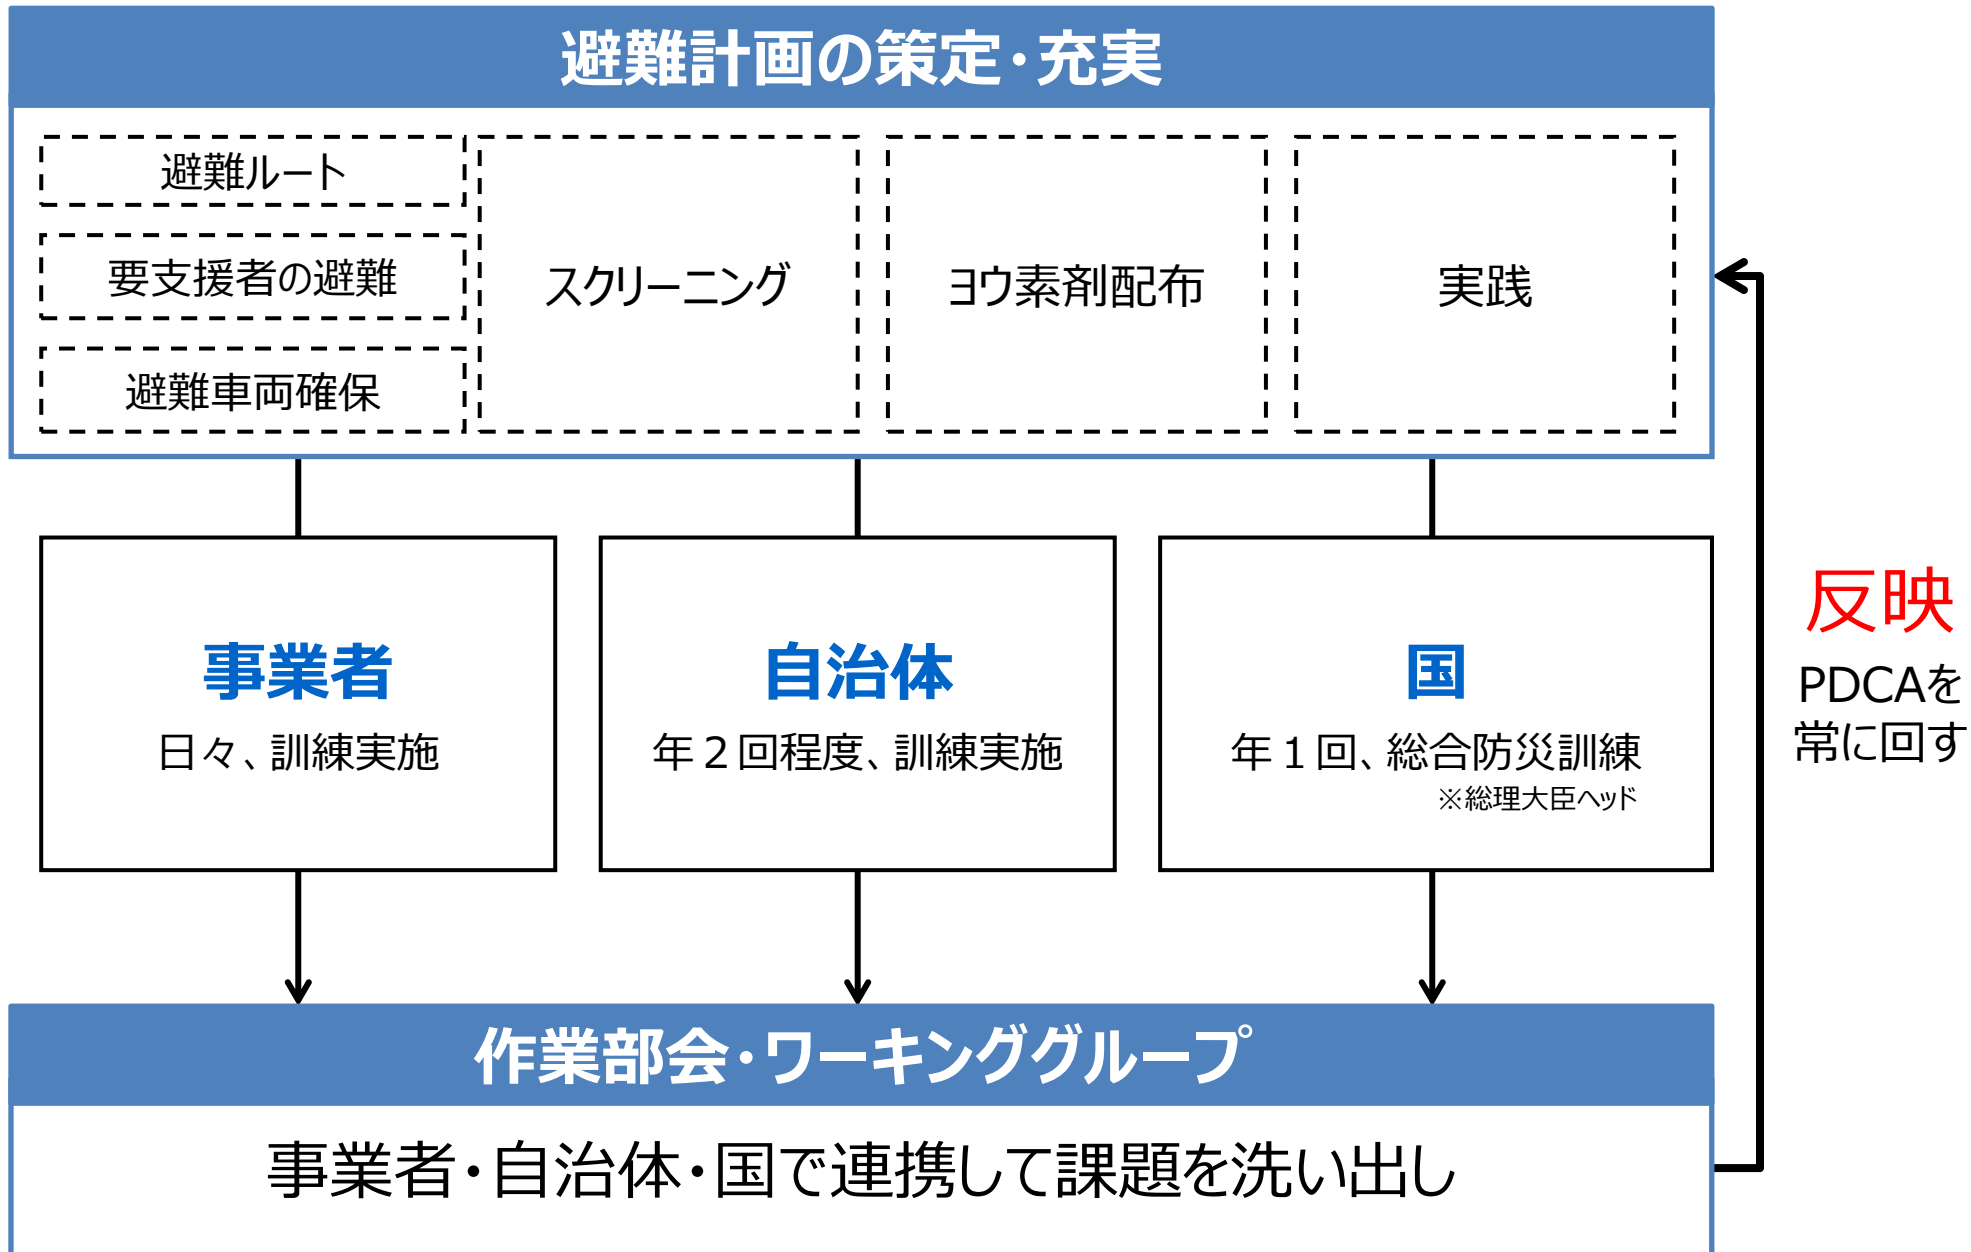 避難計画の策定・充実
避難ルート
要支援者の避難
避難車両確保
スクリーニング
ヨウ素剤配布
実践
事業者
日々、訓練実施
自治体
年２回程度、訓練実施
国
年１回、総合防災訓練
※総理大臣ヘッド
反映
PDCAを
常に回す
作業部会・ワーキンググループ
事業者・自治体・国で連携して課題を洗い出し